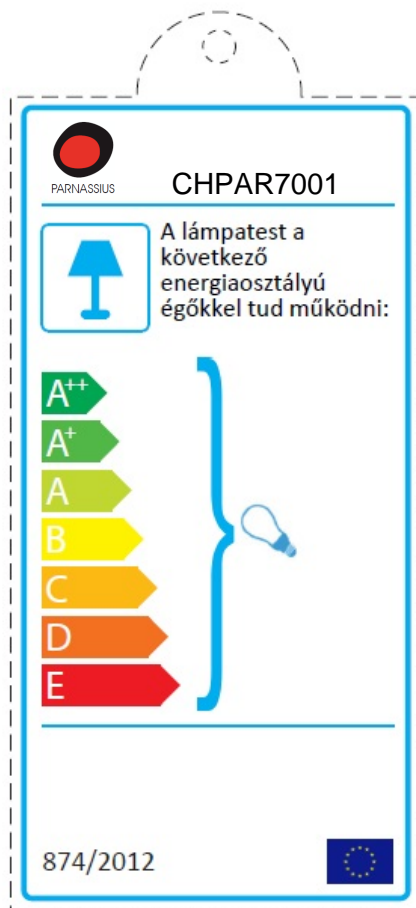 PARNASSIUS
CHPAR7001
A lámpatest a
következő
energiaosztályú
égőkkel tud működni:
A++
A+
A
B
C
D
E
874/2012